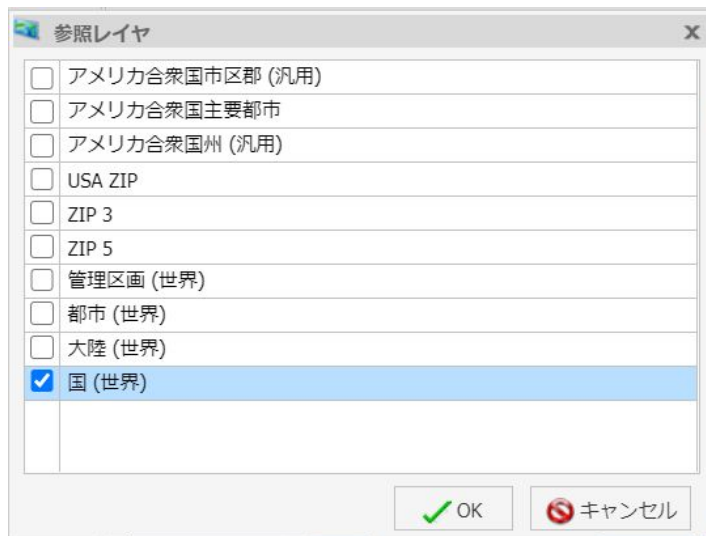 参照レイヤ
アメリカ合衆国市区郡 (汎用)
アメリカ合衆国主要都市
アメリカ合衆国州 (汎用)
USA ZIP
ZIP 3
ZIP 5
管理区画 (世界)
都市 (世界)
大陸 (世界)
国 (世界)
OK キャンセル